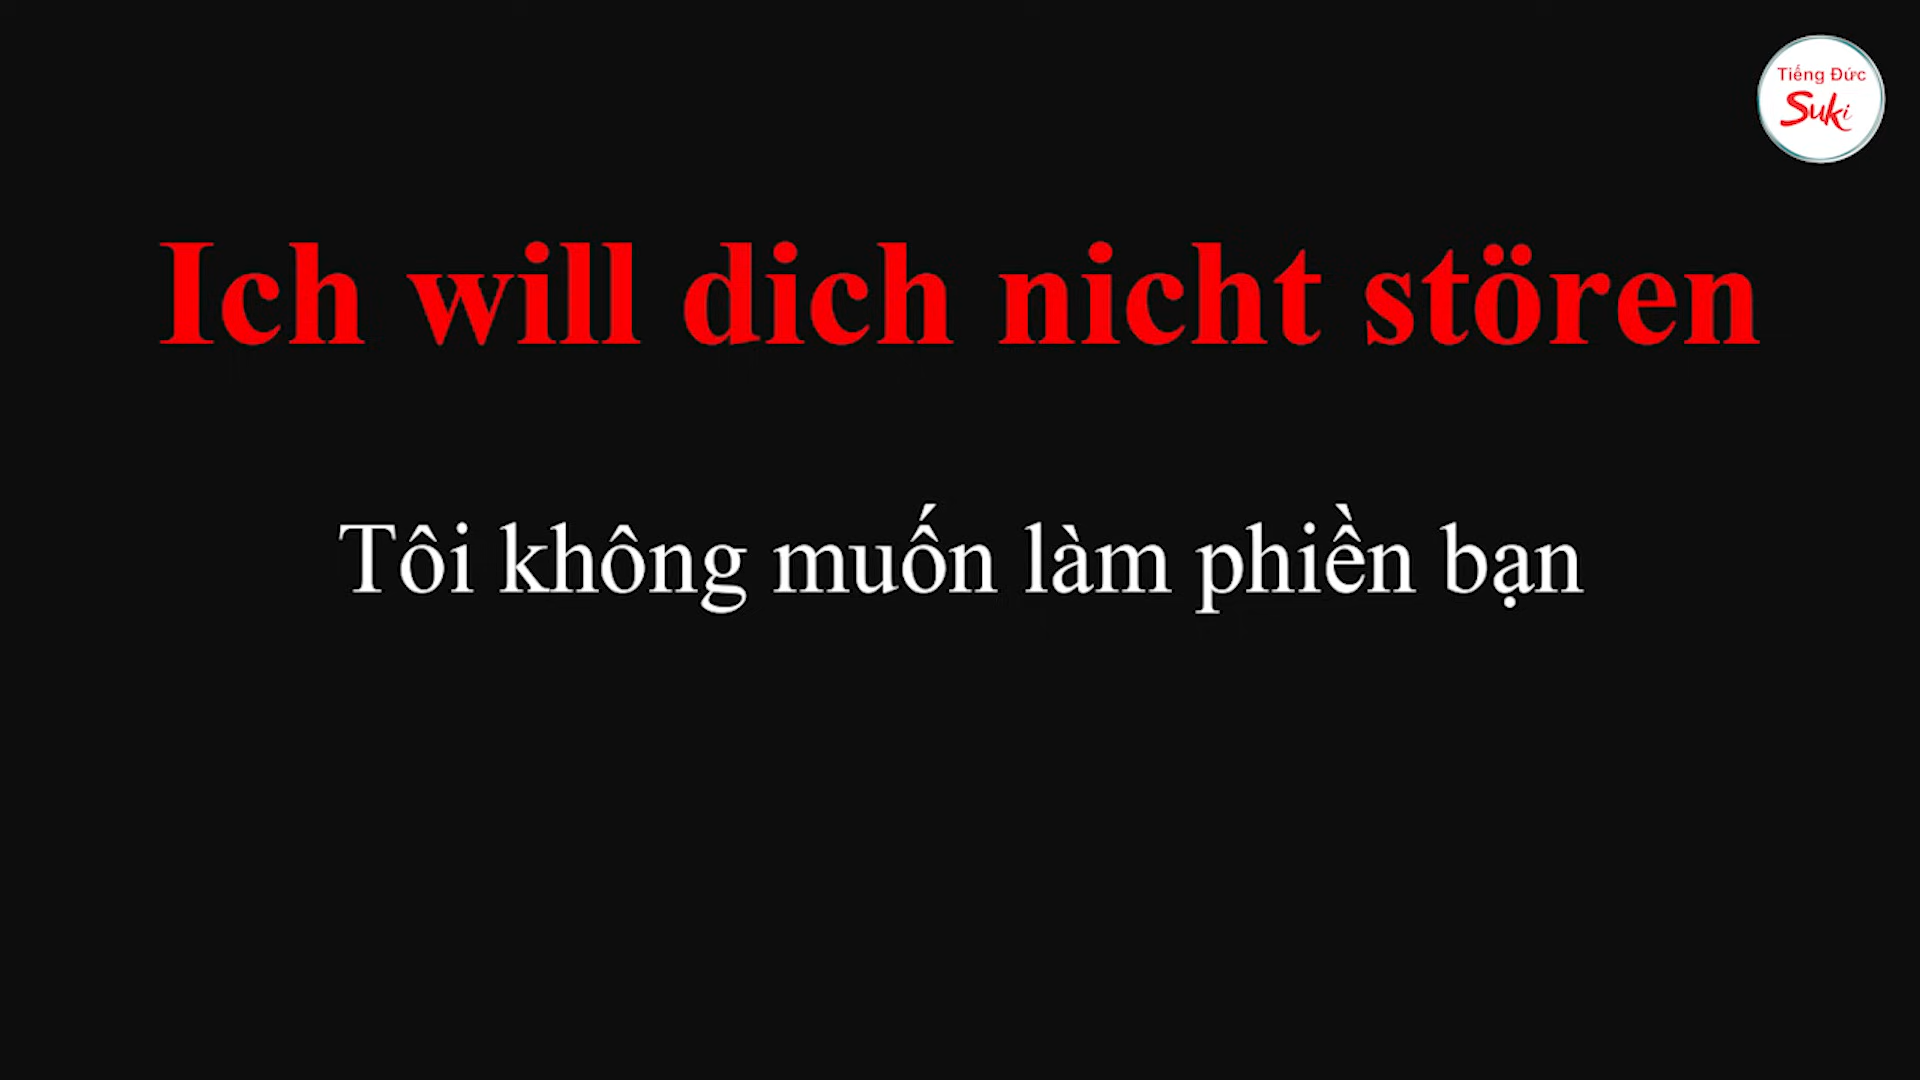 Tiếng Đức
Suki
Ich will dich nicht stören
Tôi không muốn làm phiền bạn